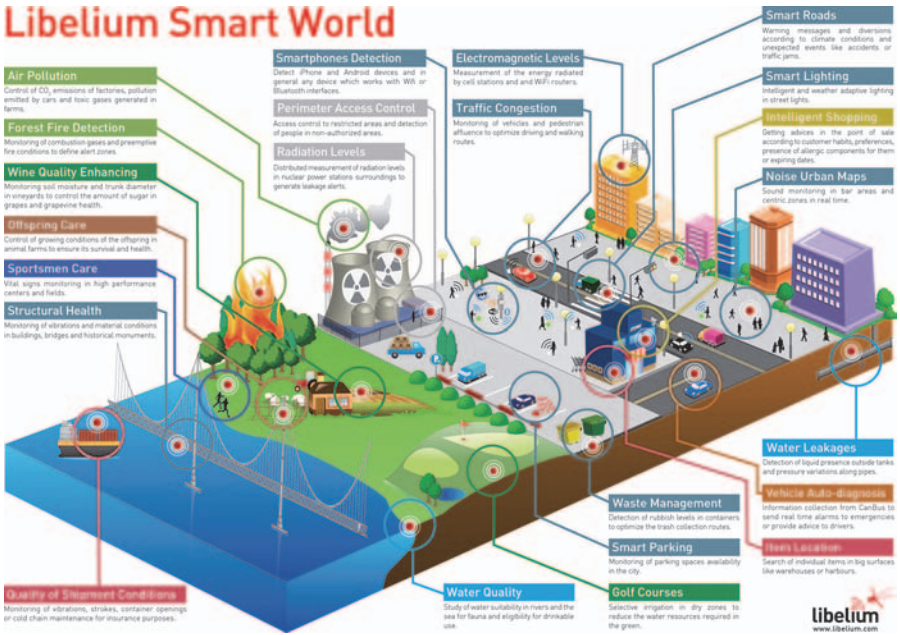 Libelium Smart World
Air Pollution
Control of CO₂ emissions of factories, pollution
emitted by cars and toxic gases generated in
farms.
Forest Fire Detection
Monitoring of combustion gases and preemptive
fire conditions to define alert zones.
Wine Quality Enhancing
Monitoring soil moisture and trunk diameter
in vineyards to control the amount of sugar in
grapes and grapevine health.
Offspring Care
Control of growing conditions of the offspring in
animal farms to ensure its survival and health.
Sportsmen Care
Vital signs monitoring in high performance
centers and fields.
Structural Health
Monitoring of vibrations and material conditions
in buildings, bridges and historical monuments.
Quality of Shipment Conditions
Monitoring of vibrations, strokes, container openings
or cold chain maintenance for insurance purposes.
Smartphones Detection
Detect iPhone and Android devices and in
general any device which works with Wifi or
Bluetooth interfaces.
Perimeter Access Control
Access control to restricted areas and detection
of people in non-authorized areas.
Radiation Levels
Distributed measurement of radiation levels
in nuclear power stations surroundings to
generate leakage alerts.
Electromagnetic Levels
Measurement of the energy radiated
by cell stations and and WiFi routers.
Traffic Congestion
Monitoring of vehicles and pedestrian
affluence to optimize driving and walking
routes.
Smart Roads
Warning messages and diversions
according to climate conditions and
unexpected events like accidents or
traffic jams.
Smart Lighting
Intelligent and weather adaptive lighting
in street lights.
Intelligent Shopping
Getting advices in the point of sale
according to customer habits, preferences,
presence of allergic components for them
or expiring dates.
Noise Urban Maps
Sound monitoring in bar areas and
centric zones in real time.
Water Leakages
Detection of liquid presence outside tanks
and pressure variations along pipes.
Vehicle Auto-diagnosis
Information collection from CanBus to
send real time alarms to emergencies
or provide advice to drivers.
Item Location
Search of individual items in big surfaces
like warehouses or harbours.
Waste Management
Detection of rubbish levels in containers
to optimize the trash collection routes.
Smart Parking
Monitoring of parking spaces availability
in the city.
Golf Courses
Selective irrigation in dry zones to
reduce the water resources required in
the green.
Water Quality
Study of water suitability in rivers and the
sea for fauna and eligibility for drinkable
use.
libelium
www.libelium.com